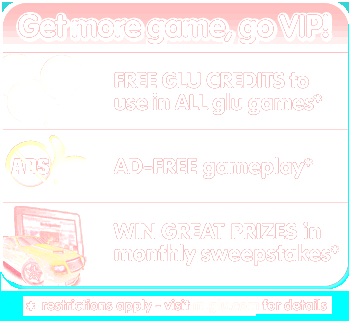 Get more game, go VIP!
FREE GLU CREDITS to
use in ALL glu games*
ADS
AD-FREE gameplay*
WIN GREAT PRIZES in
monthly sweepstakes*
* restrictions apply - visit for details